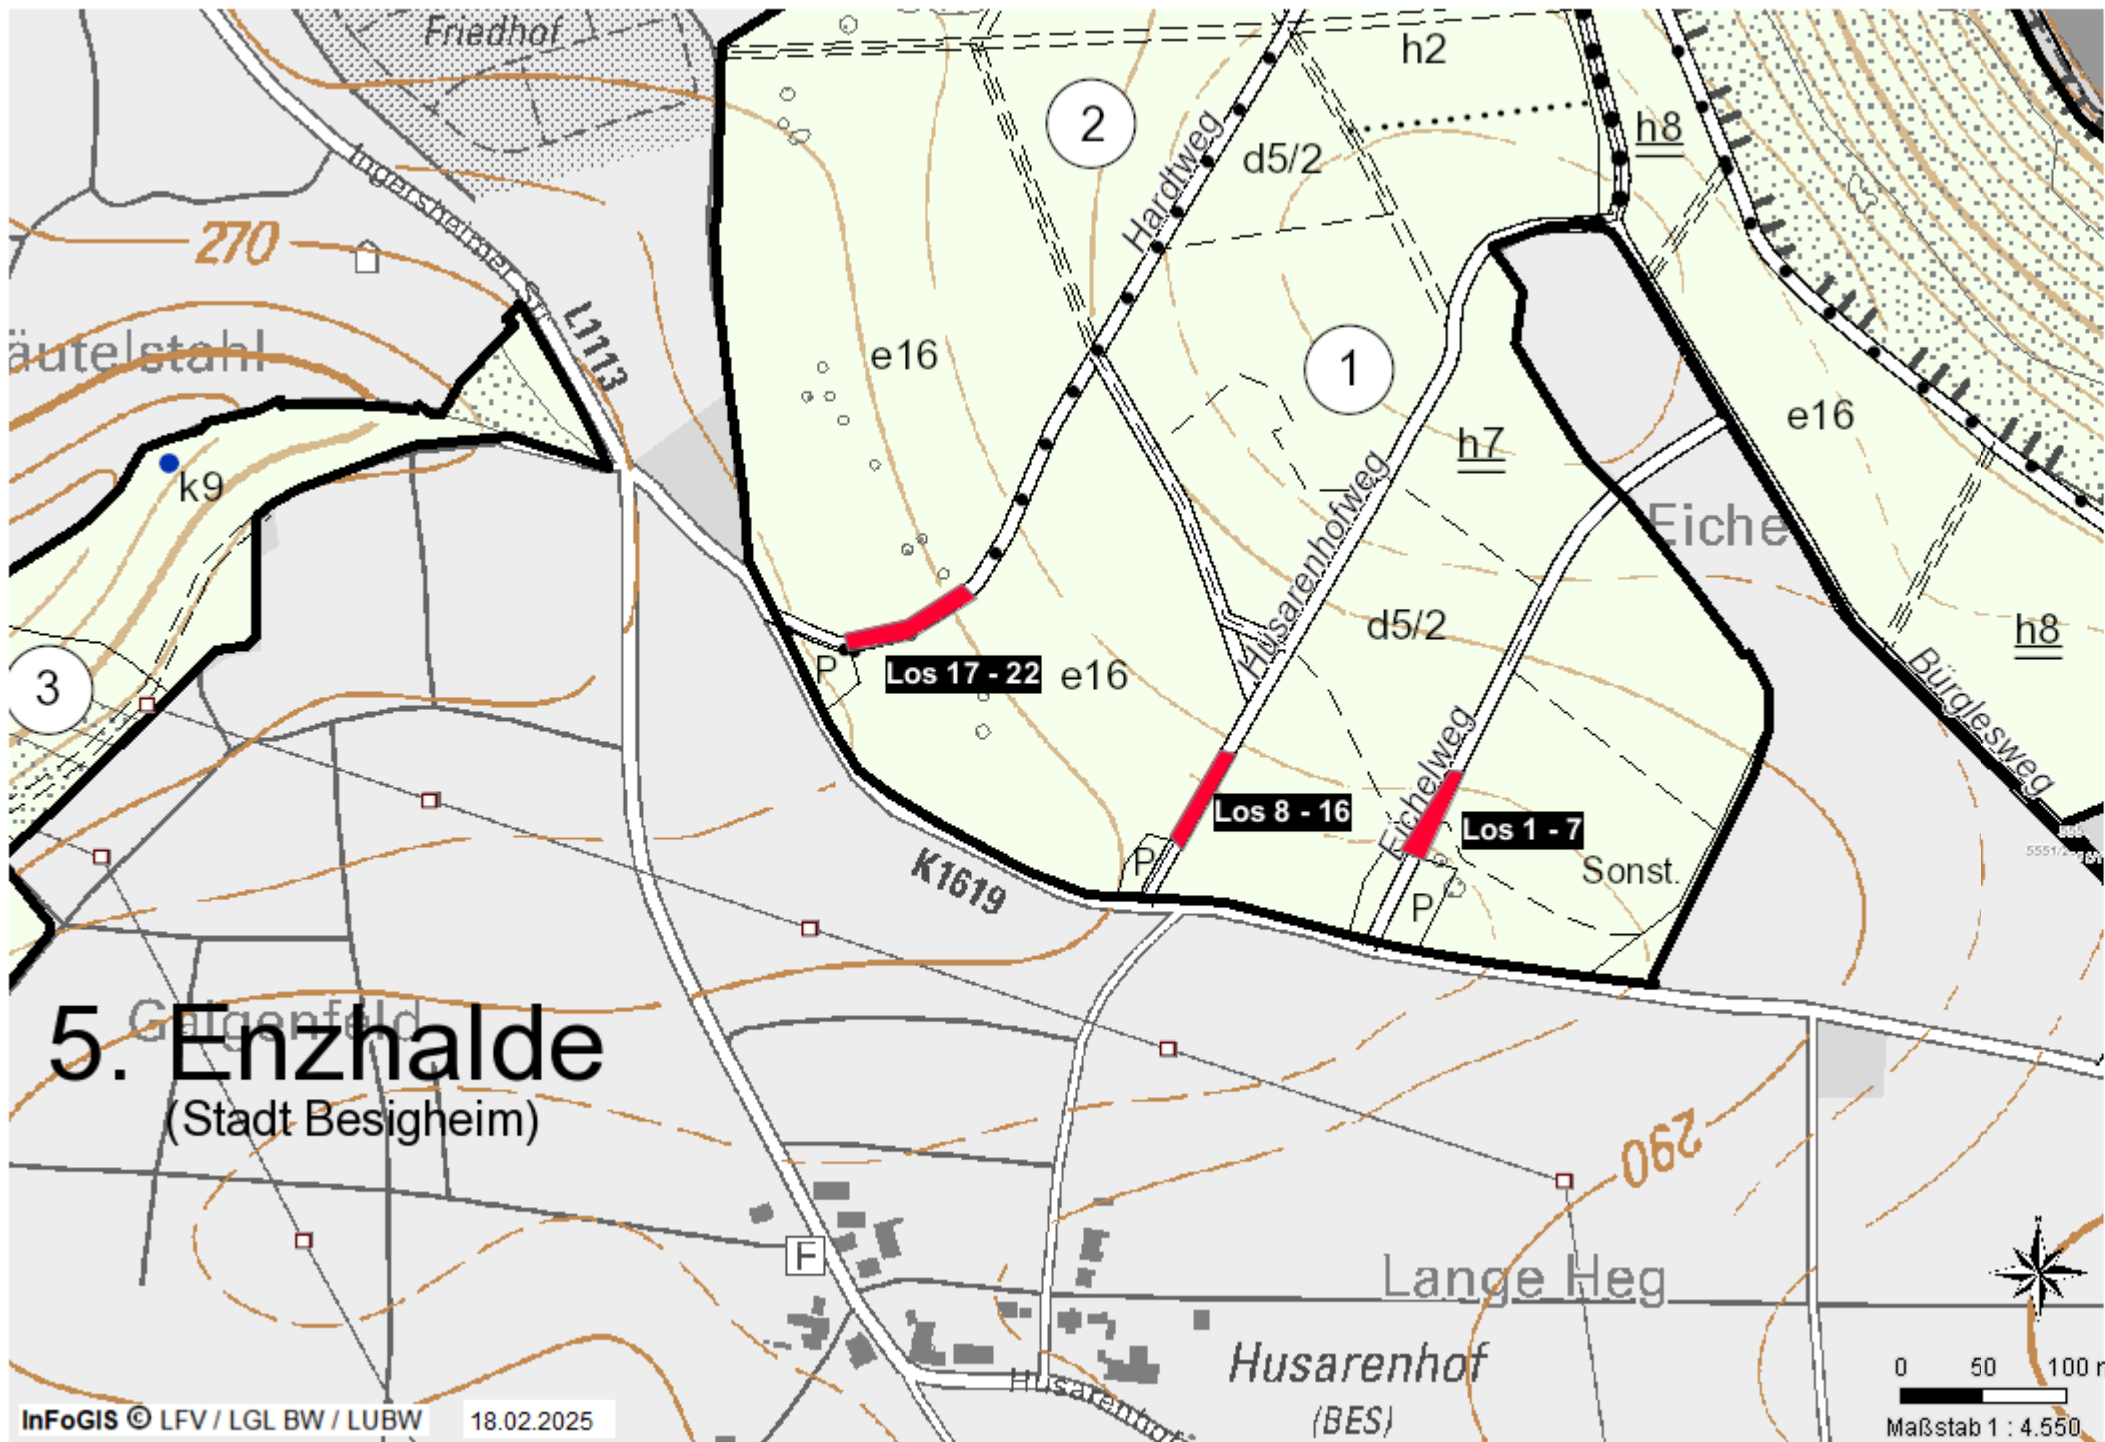 Friedhof
h2
2
h8
d5/2
Hardtweg
Ingersheimer
270
L1113
äutelstahl
e16
1
e16
h7
k9
Eiche
Husarenhofweg
d5/2
h8
P
Los 17 - 22
e16
3
Bürglesweg
Eichelweg
Los 8 - 16
Los 1 - 7
P
K1619
Sonst.
P
5. Enzhalde
Galgenfeld
(Stadt Besigheim)
290
F
Lange Heg
Husarenhof
(BES)
Husarenhof
0 50 100
Maßstab 1 : 4.550
InFoGIS © LFV / LGL BW / LUBW
18.02.2025